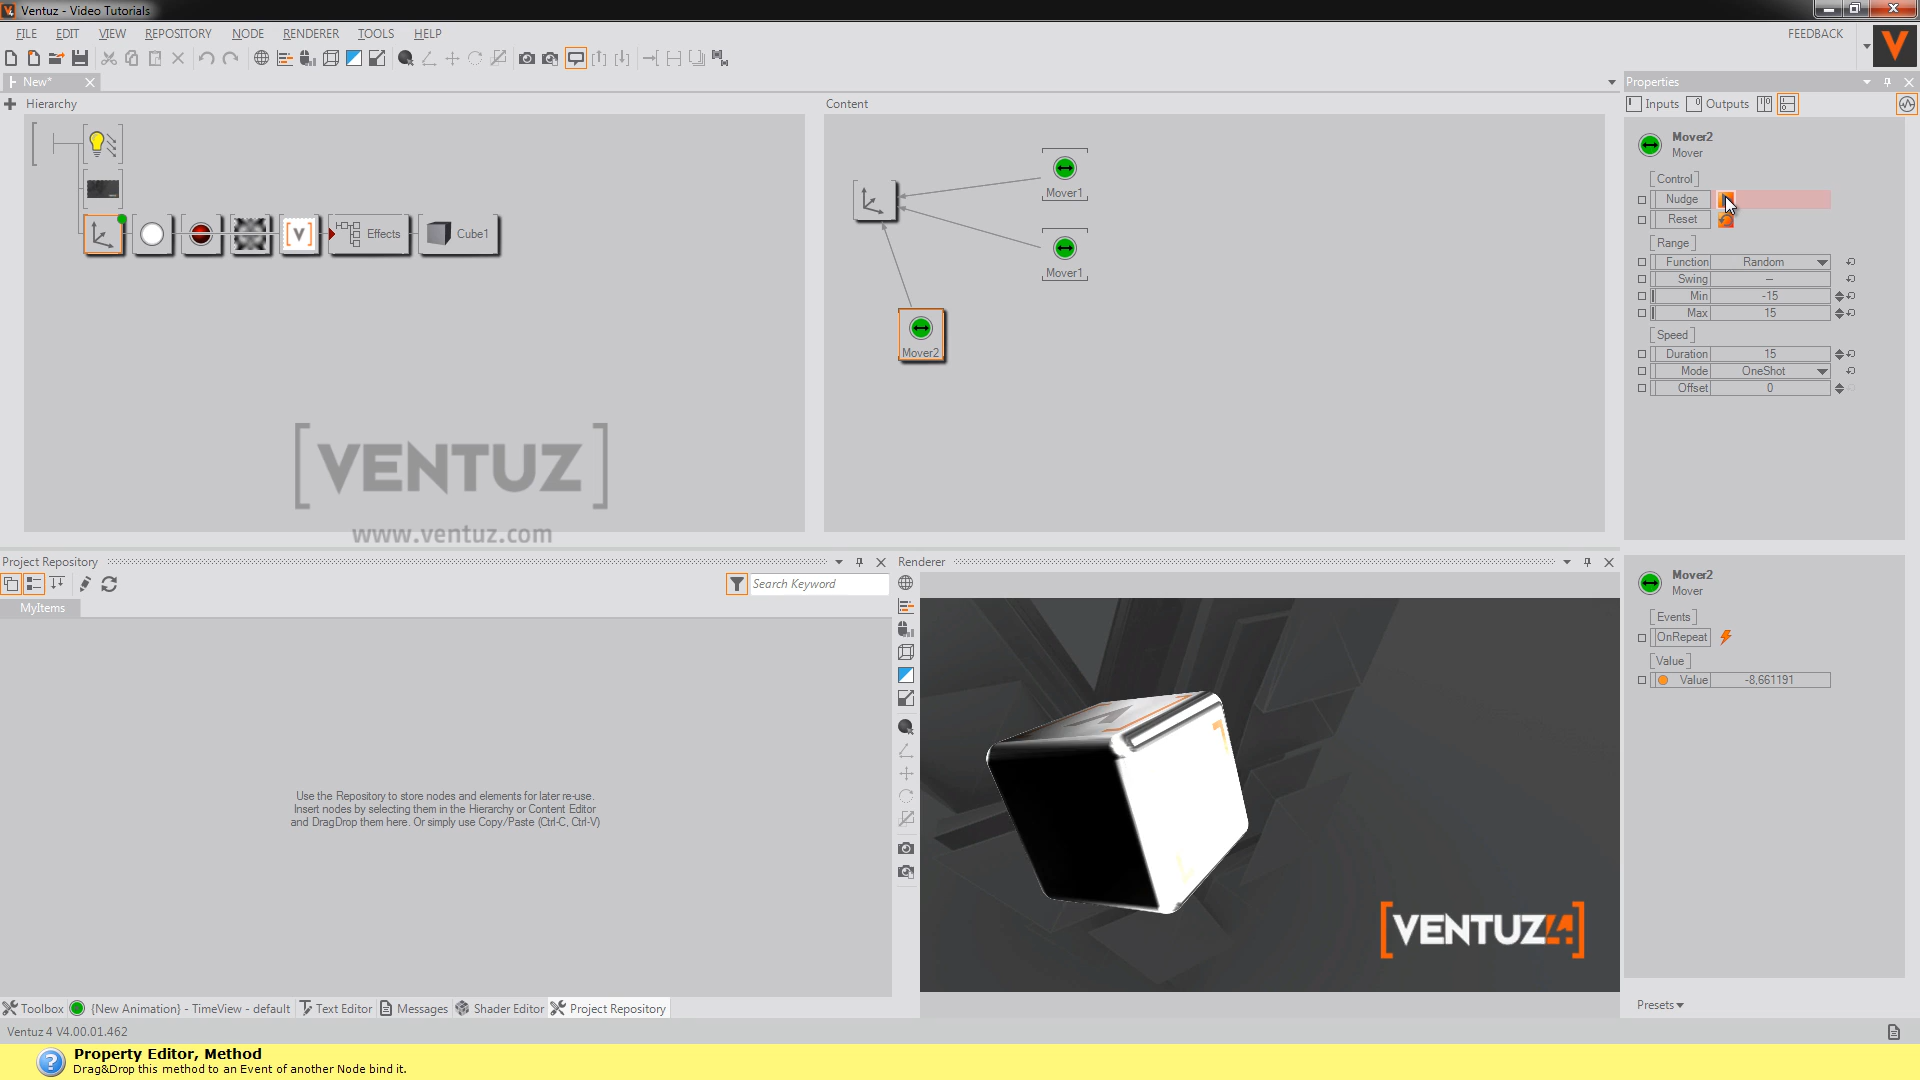 Ventuz - Video Tutorials
FILE EDIT VIEW REPOSITORY NODE RENDERER TOOLS HELP
FEEDBACK
New*
Hierarchy
Effects
Cube1
[VENTUZ]
www.ventuz.com
Content
Mover1
Mover1
Mover2
Properties
Inputs Outputs
Mover2
Mover
Control
Nudge
Reset
Range
Function Random
Swing –
Min -15
Max 15
Speed
Duration 15
Mode OneShot
Offset 0
Project Repository
Search Keyword
MyItems
Use the Repository to store nodes and elements for later re-use.
Insert nodes by selecting them in the Hierarchy or Content Editor
and DragDrop them here. Or simply use Copy/Paste (Ctrl-C, Ctrl-V)
Renderer
[VENTUZ4]
Mover2
Mover
Events
OnRepeat
Value
Value -8,661191
Presets
Toolbox {New Animation} - TimeView - default Text Editor Messages Shader Editor Project Repository
Ventuz 4 V4.00.01.462
Property Editor, Method
Drag&Drop this method to an Event of another Node bind it.